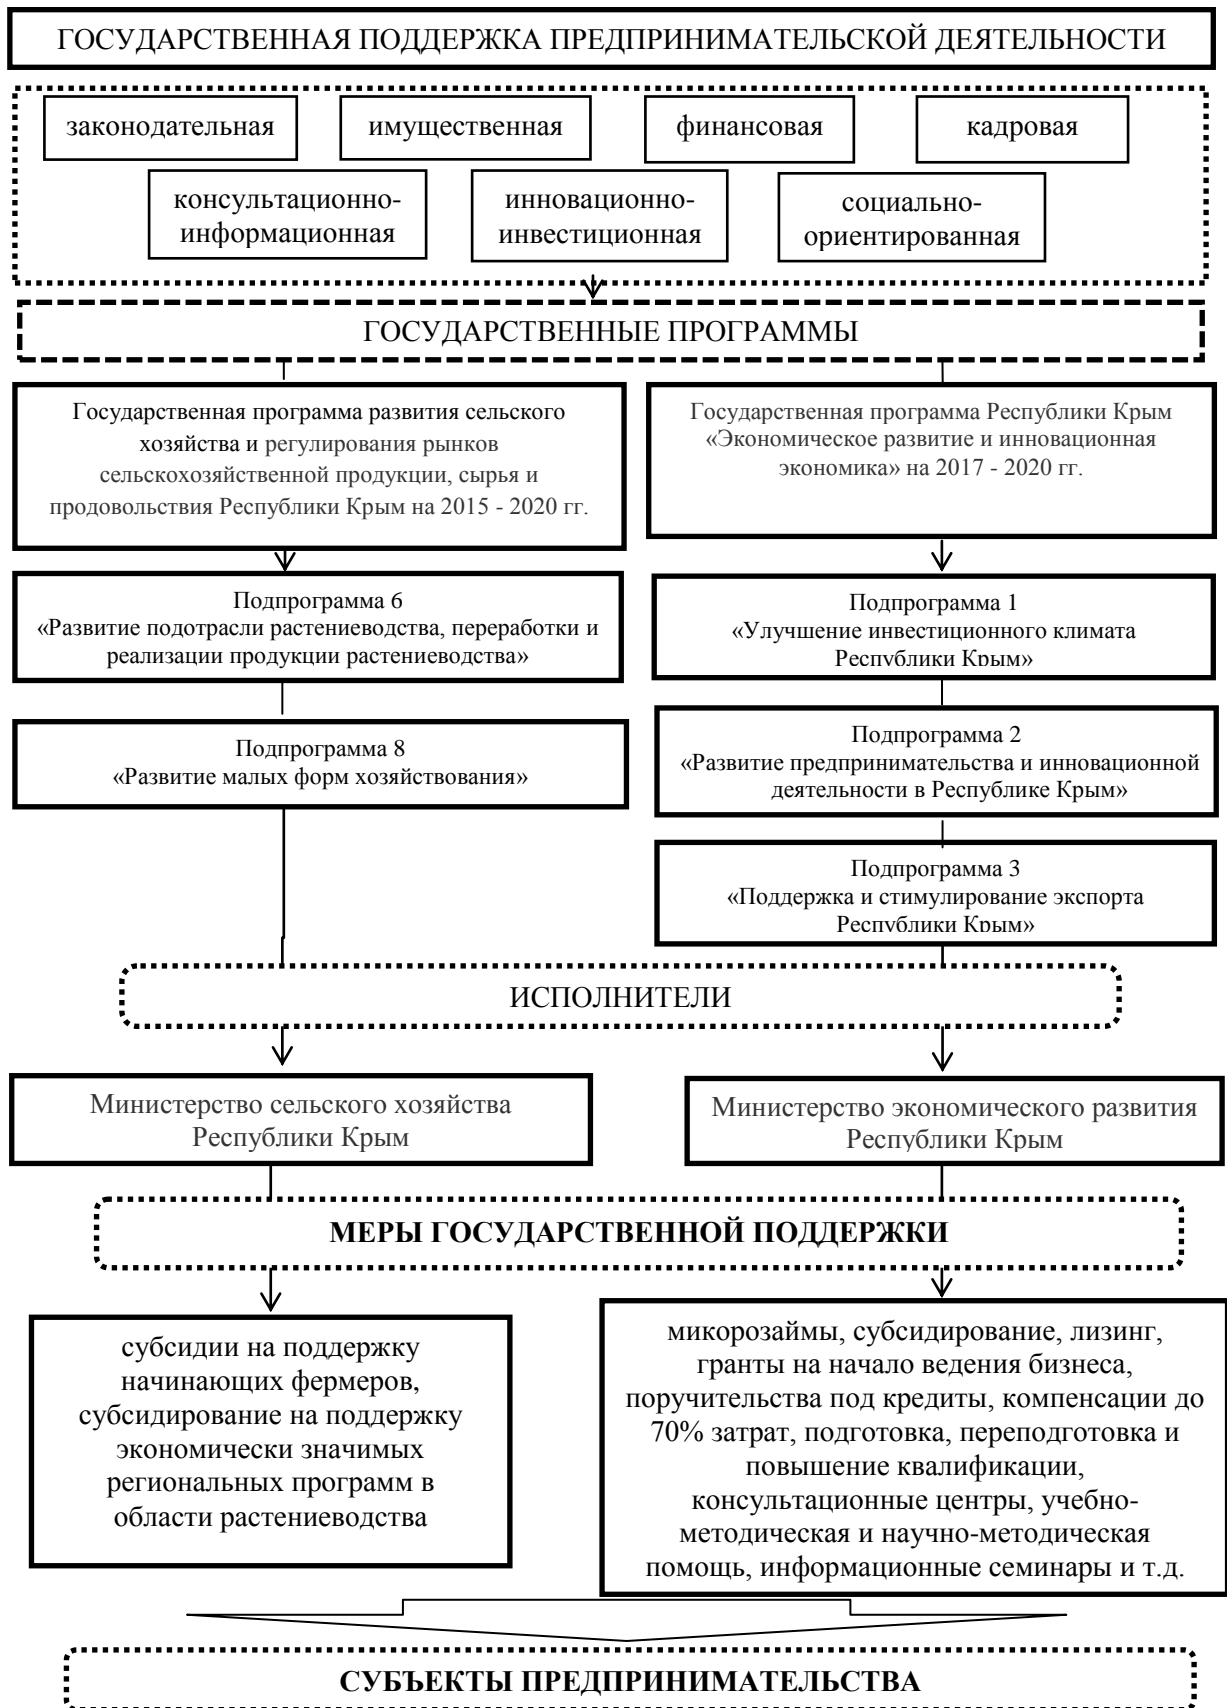 ГОСУДАРСТВЕННАЯ ПОДДЕРЖКА ПРЕДПРИНИМАТЕЛЬСКОЙ ДЕЯТЕЛЬНОСТИ
законодательная
имущественная
финансовая
кадровая
консультационно-
информационная
инновационно-
инвестиционная
социально-
ориентированная
ГОСУДАРСТВЕННЫЕ ПРОГРАММЫ
Государственная программа развития сельского
хозяйства и регулирования рынков
сельскохозяйственной продукции, сырья и
продовольствия Республики Крым на 2015 - 2020 гг.
Государственная программа Республики Крым
«Экономическое развитие и инновационная
экономика» на 2017 - 2020 гг.
Подпрограмма 6
«Развитие подотрасли растениеводства, переработки и
реализации продукции растениеводства»
Подпрограмма 1
«Улучшение инвестиционного климата
Республики Крым»
Подпрограмма 8
«Развитие малых форм хозяйствования»
Подпрограмма 2
«Развитие предпринимательства и инновационной
деятельности в Республике Крым»
Подпрограмма 3
«Поддержка и стимулирование экспорта
Республики Крым»
ИСПОЛНИТЕЛИ
Министерство сельского хозяйства
Республики Крым
Министерство экономического развития
Республики Крым
МЕРЫ ГОСУДАРСТВЕННОЙ ПОДДЕРЖКИ
субсидии на поддержку
начинающих фермеров,
субсидирование на поддержку
экономически значимых
региональных программ в
области растениеводства
микорозаймы, субсидирование, лизинг,
гранты на начало ведения бизнеса,
поручительства под кредиты, компенсации до
70% затрат, подготовка, переподготовка и
повышение квалификации,
консультационные центры, учебно-
методическая и научно-методическая
помощь, информационные семинары и т.д.
СУБЪЕКТЫ ПРЕДПРИНИМАТЕЛЬСТВА